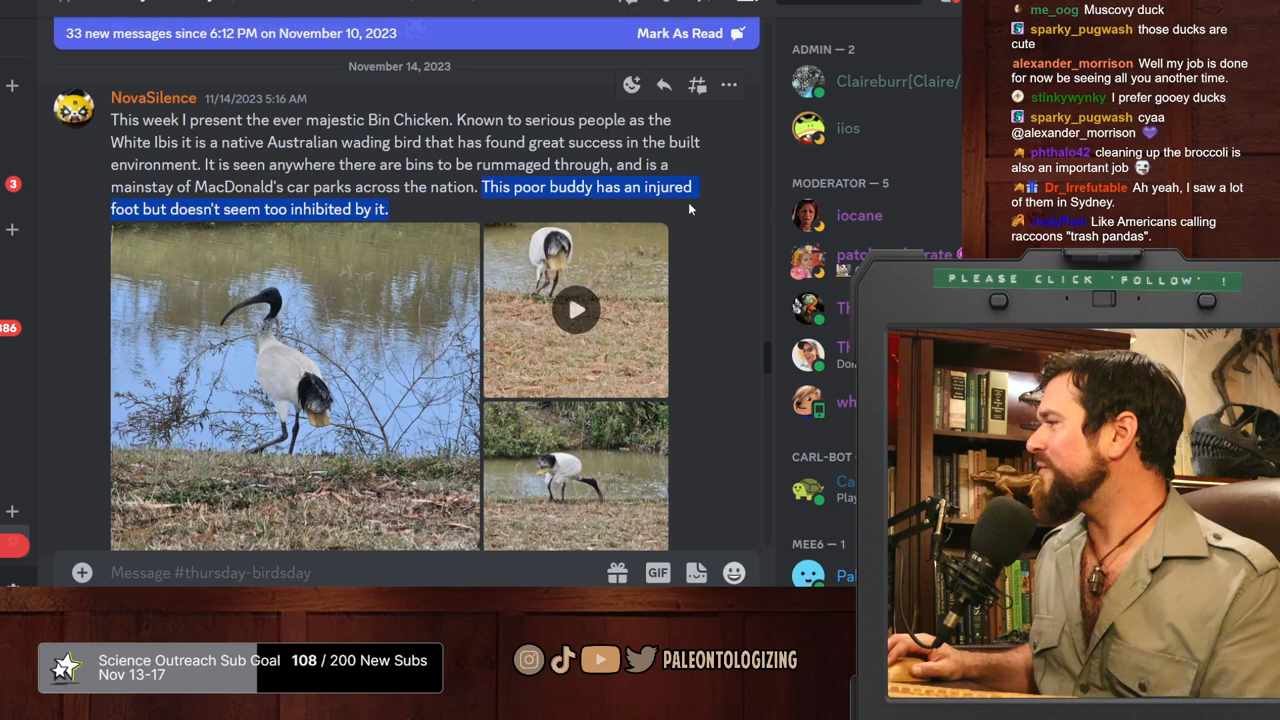 33 new messages since 6:12 PM on November 10, 2023
Mark As Read
November 14, 2023
NovaSilence 11/14/2023 5:16 AM
This week I present the ever majestic Bin Chicken. Known to serious people as the
White Ibis it is a native Australian wading bird that has found great success in the built
environment. It is seen anywhere there are bins to be rummaged through, and is a
mainstay of MacDonald's car parks across the nation. This poor buddy has an injured
foot but doesn't seem too inhibited by it.
Message #thursday-birdsday
GIF
3
386
ADMIN — 2
Claireburr[Claire/
iios
MODERATOR — 5
iocane
Th
Th
wh
CARL-BOT
Ca
Play
MEE6 — 1
Pal
me_oog Muscovy duck
sparky_pugwash those ducks are
cute
alexander_morrison Well my job is done
for now be seeing all you another time.
stinkywynky I prefer gooey ducks
sparky_pugwash cyaa
@alexander_morrison
phthalo42 cleaning up the broccoli is
also an important job
Dr_Irrefutable Ah yeah, I saw a lot
of them in Sydney.
Like Americans calling
raccoons "trash pandas".
PLEASE CLICK 'FOLLOW' !
Science Outreach Sub Goal 108 / 200 New Subs
Nov 13-17
PALEONTOLOGIZING